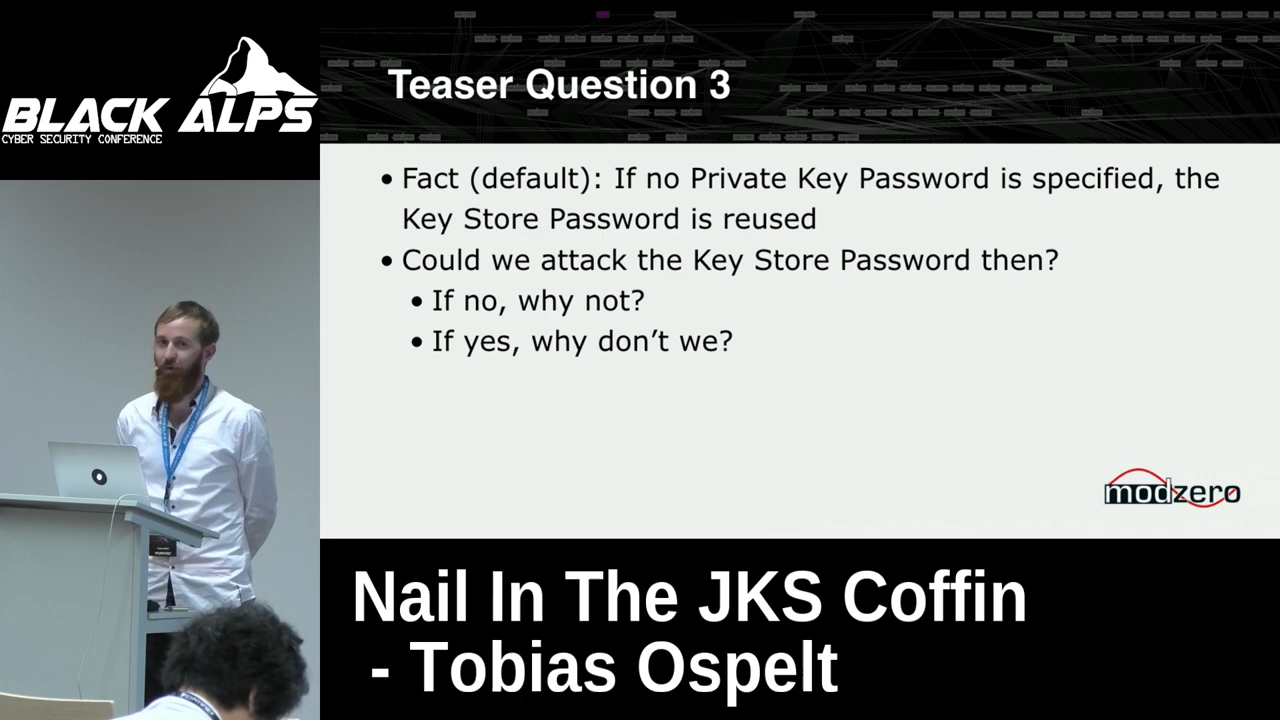 BLACK ALPS
CYBER SECURITY CONFERENCE
Teaser Question 3
• Fact (default): If no Private Key Password is specified, the
Key Store Password is reused
• Could we attack the Key Store Password then?
• If no, why not?
• If yes, why don't we?
modzero
Nail In The JKS Coffin
- Tobias Ospelt